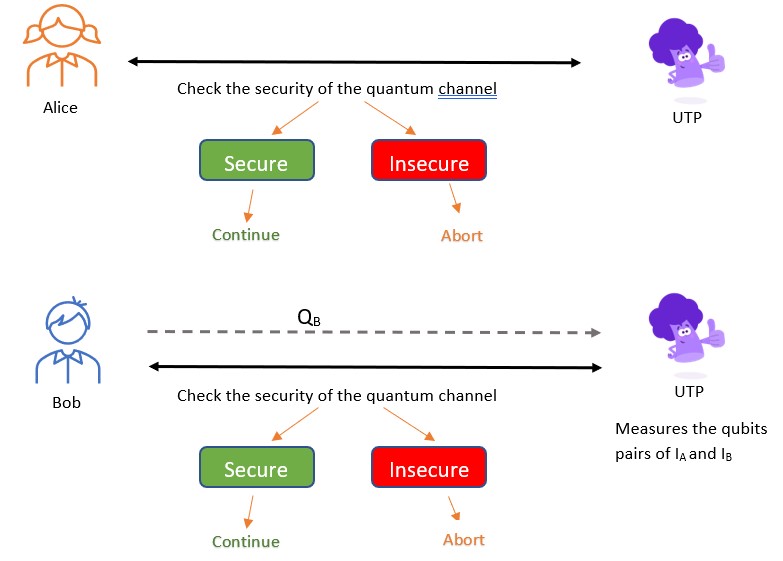 Alice
Check the security of the quantum channel
UTP
Secure
Insecure
Continue
Abort
Q_B
Bob
Check the security of the quantum channel
UTP
Measures the qubits
pairs of I_A and I_B
Secure
Insecure
Continue
Abort